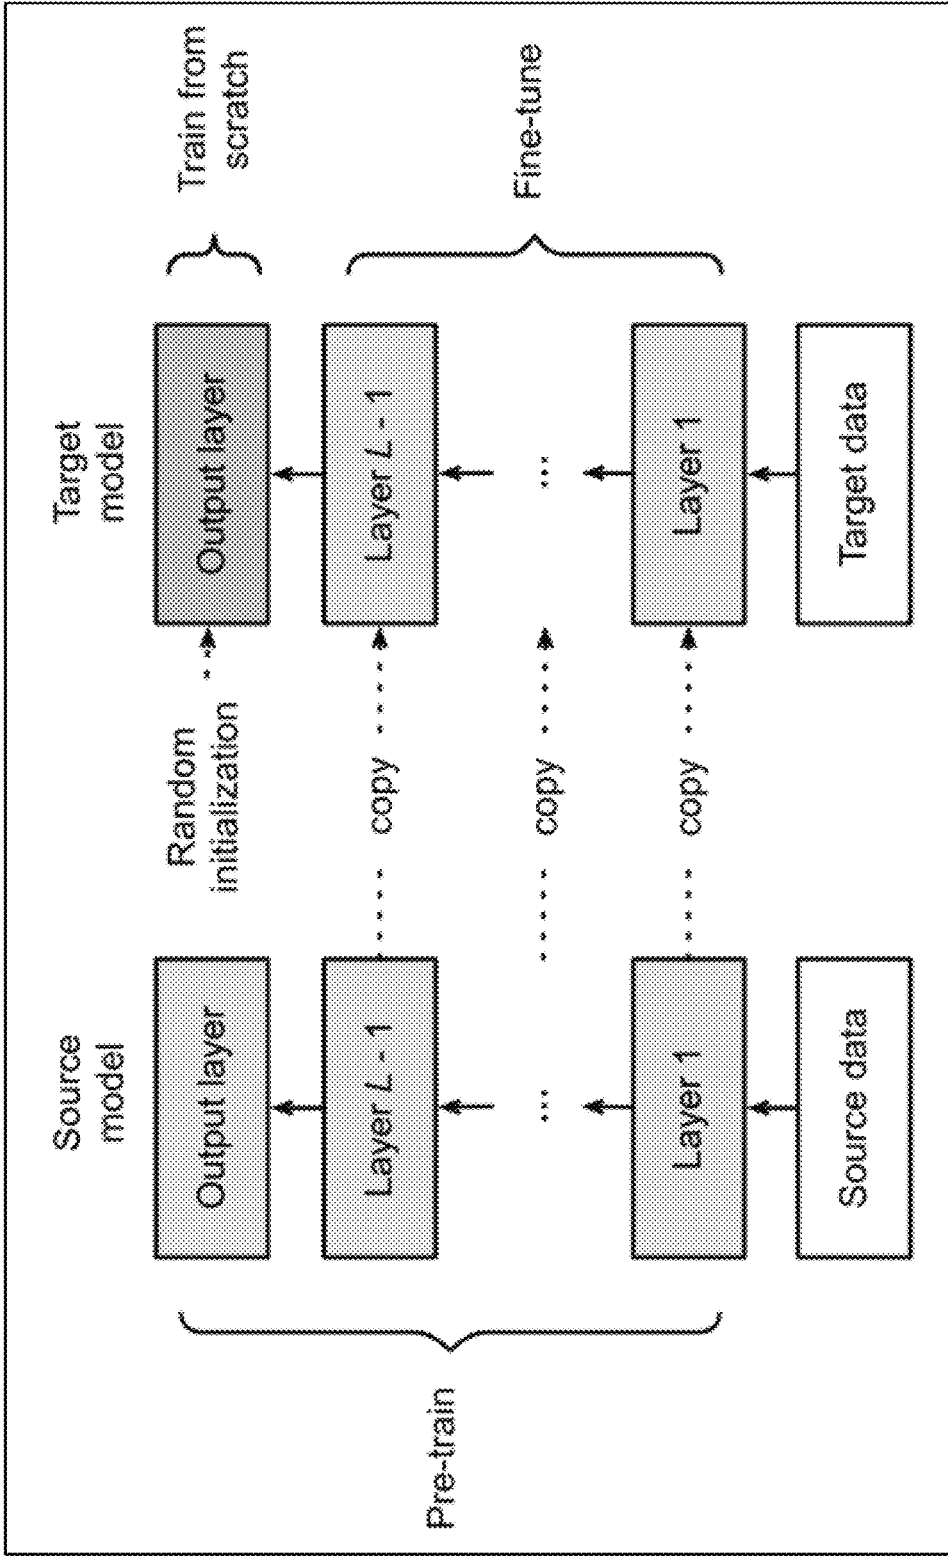 Source
model
Target
model
Pre-train
Output layer
Random
initialization
Output layer
Train from
scratch
Layer L - 1
copy
Layer L - 1
Fine-tune
...
copy
...
Layer 1
copy
Layer 1
Source data
Target data